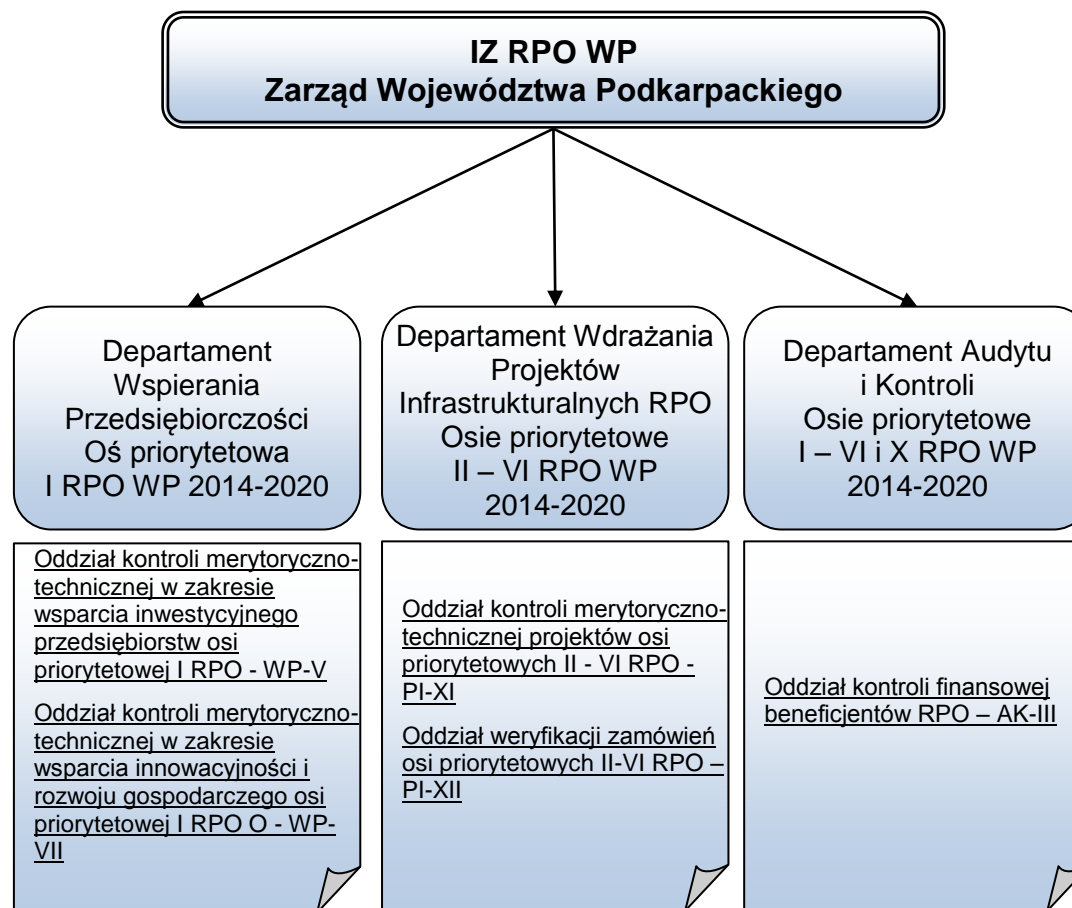 IZ RPO WP
Zarząd Województwa Podkarpackiego
Departament
Wspierania
Przedsiębiorczości
Oś priorytetowa
I RPO WP 2014-2020
Departament Wdrażania
Projektów
Infrastrukturalnych RPO
Osie priorytetowe
II – VI RPO WP
2014-2020
Departament Audytu
i Kontroli
Osie priorytetowe
I – VI i X RPO WP
2014-2020
Oddział kontroli merytoryczno-
technicznej w zakresie
wsparcia inwestycyjnego
przedsiębiorstw osi
priorytetowej I RPO - WP-V
Oddział kontroli merytoryczno-
technicznej w zakresie
wsparcia innowacyjności i
rozwoju gospodarczego osi
priorytetowej I RPO O - WP-
VII
Oddział kontroli merytoryczno-
technicznej projektów osi
priorytetowych II - VI RPO -
PI-XI
Oddział weryfikacji zamówień
osi priorytetowych II-VI RPO –
PI-XII
Oddział kontroli finansowej
beneficjentów RPO – AK-III